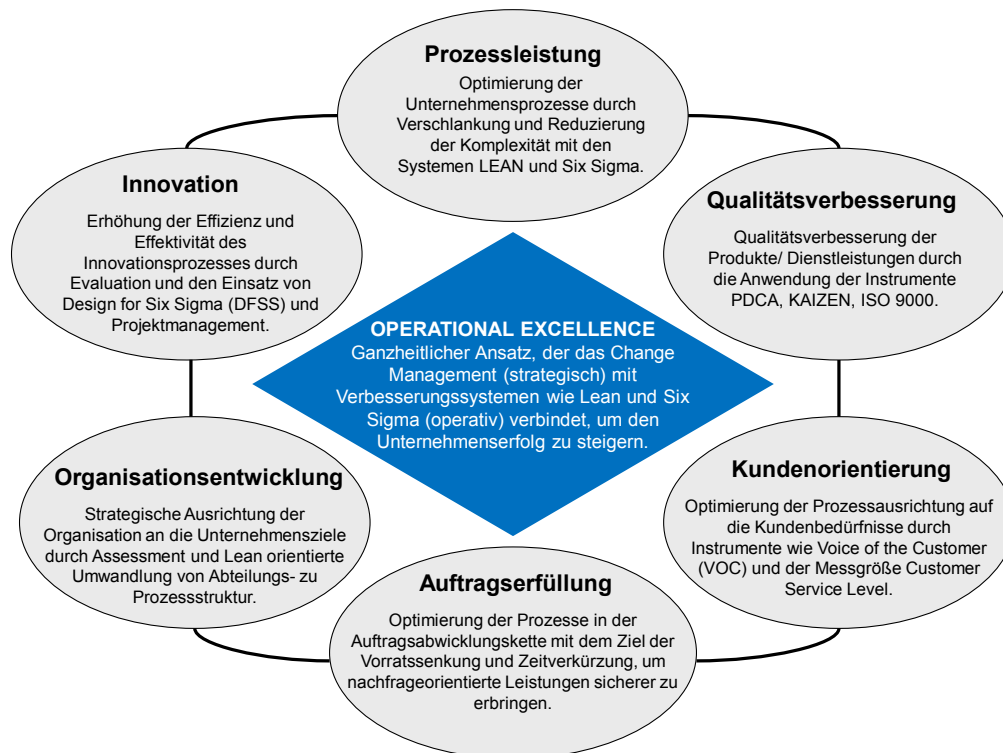 Prozessleistung
Optimierung der
Unternehmensprozesse durch
Verschlankung und Reduzierung
der Komplexität mit den
Systemen LEAN und Six Sigma.
Innovation
Erhöhung der Effizienz und
Effektivität des
Innovationsprozesses durch
Evaluation und den Einsatz von
Design for Six Sigma (DFSS) und
Projektmanagement.
Qualitätsverbesserung
Qualitätsverbesserung der
Produkte/ Dienstleistungen durch
die Anwendung der Instrumente
PDCA, KAIZEN, ISO 9000.
OPERATIONAL EXCELLENCE
Ganzheitlicher Ansatz, der das Change
Management (strategisch) mit
Verbesserungssystemen wie Lean und Six
Sigma (operativ) verbindet, um den
Unternehmenserfolg zu steigern.
Organisationsentwicklung
Strategische Ausrichtung der
Organisation an die Unternehmensziele
durch Assessment und Lean orientierte
Umwandlung von Abteilungs- zu
Prozessstruktur.
Kundenorientierung
Optimierung der Prozessausrichtung auf
die Kundenbedürfnisse durch
Instrumente wie Voice of the Customer
(VOC) und der Messgröße Customer
Service Level.
Auftragserfüllung
Optimierung der Prozesse in der
Auftragsabwicklungskette mit dem Ziel der
Vorratssenkung und Zeitverkürzung, um
nachfrageorientierte Leistungen sicherer zu
erbringen.